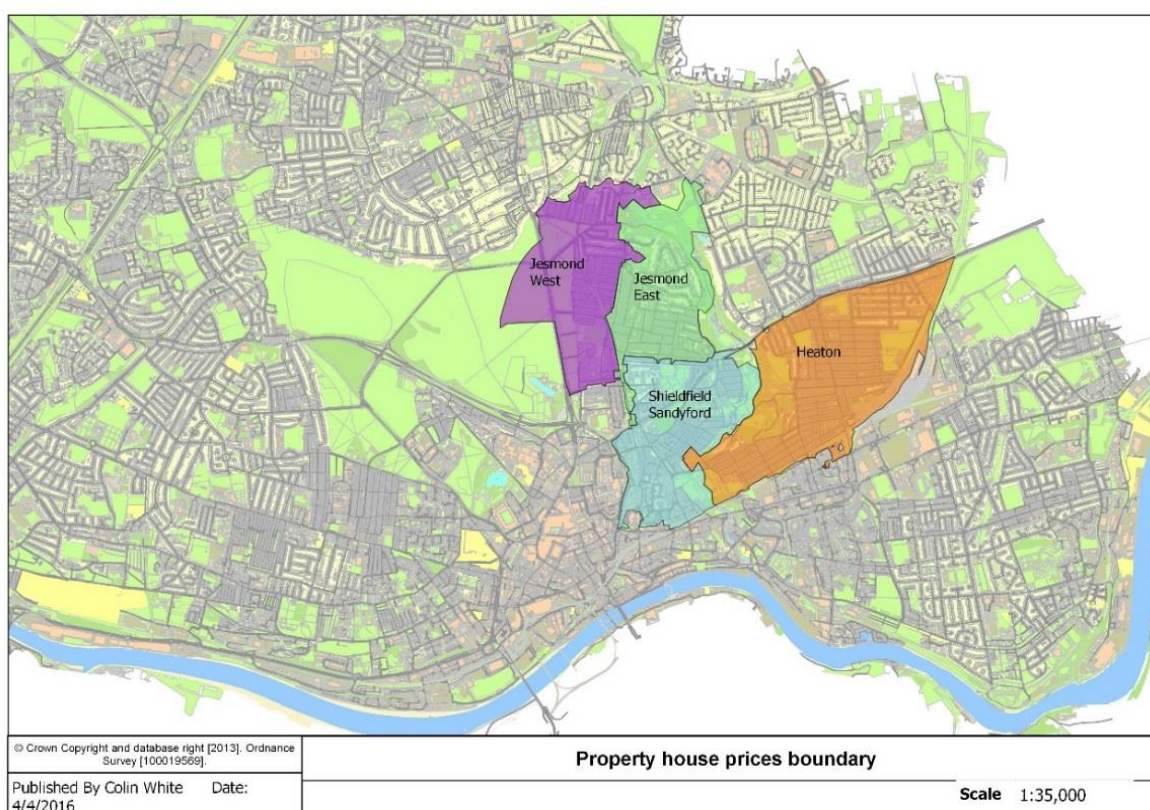 Jesmond
West
Jesmond
East
Heaton
Shieldfield
Sandyford
© Crown Copyright and database right [2013]. Ordnance
Survey [100019569].
Property house prices boundary
Published By Colin White Date:
4/4/2016
Scale 1:35,000